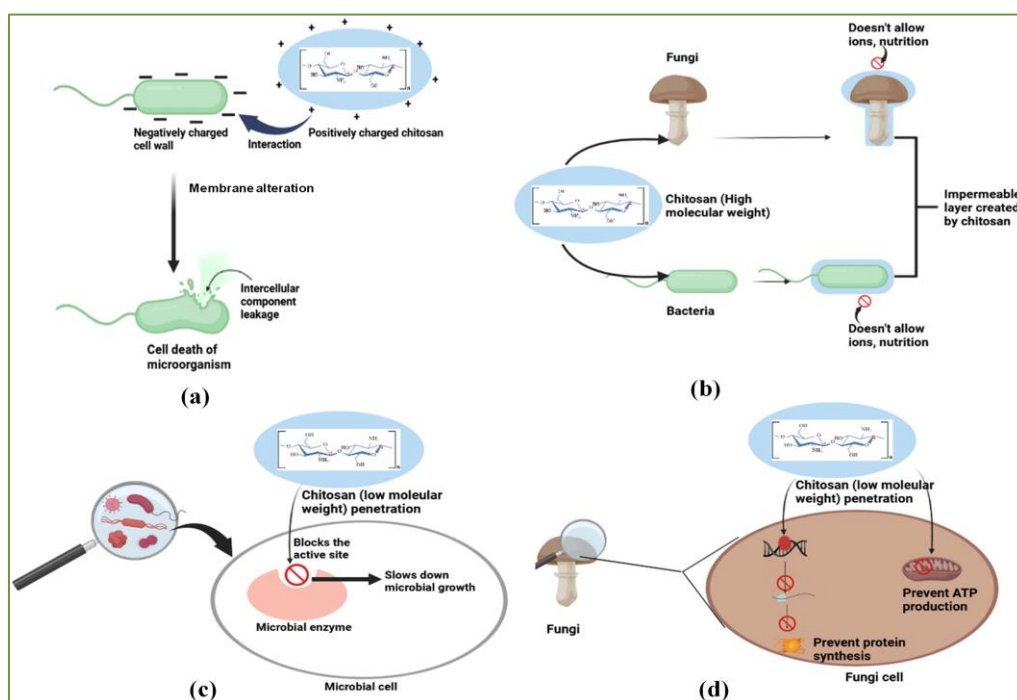 Negatively charged
cell wall
Interaction
Positively charged chitosan
Membrane alteration
Intercellular
component
leakage
Cell death of
microorganism
(a)
Doesn't allow
ions, nutrition
Fungi
Chitosan (High
molecular weight)
Impermeable
layer created
by chitosan
Bacteria
Doesn't allow
ions, nutrition
(b)
Chitosan (low molecular
weight) penetration
Blocks the
active site
Slows down
microbial growth
Microbial enzyme
Microbial cell
(c)
Chitosan (low molecular
weight) penetration
Fungi
Prevent ATP
production
Prevent protein
synthesis
Fungi cell
(d)